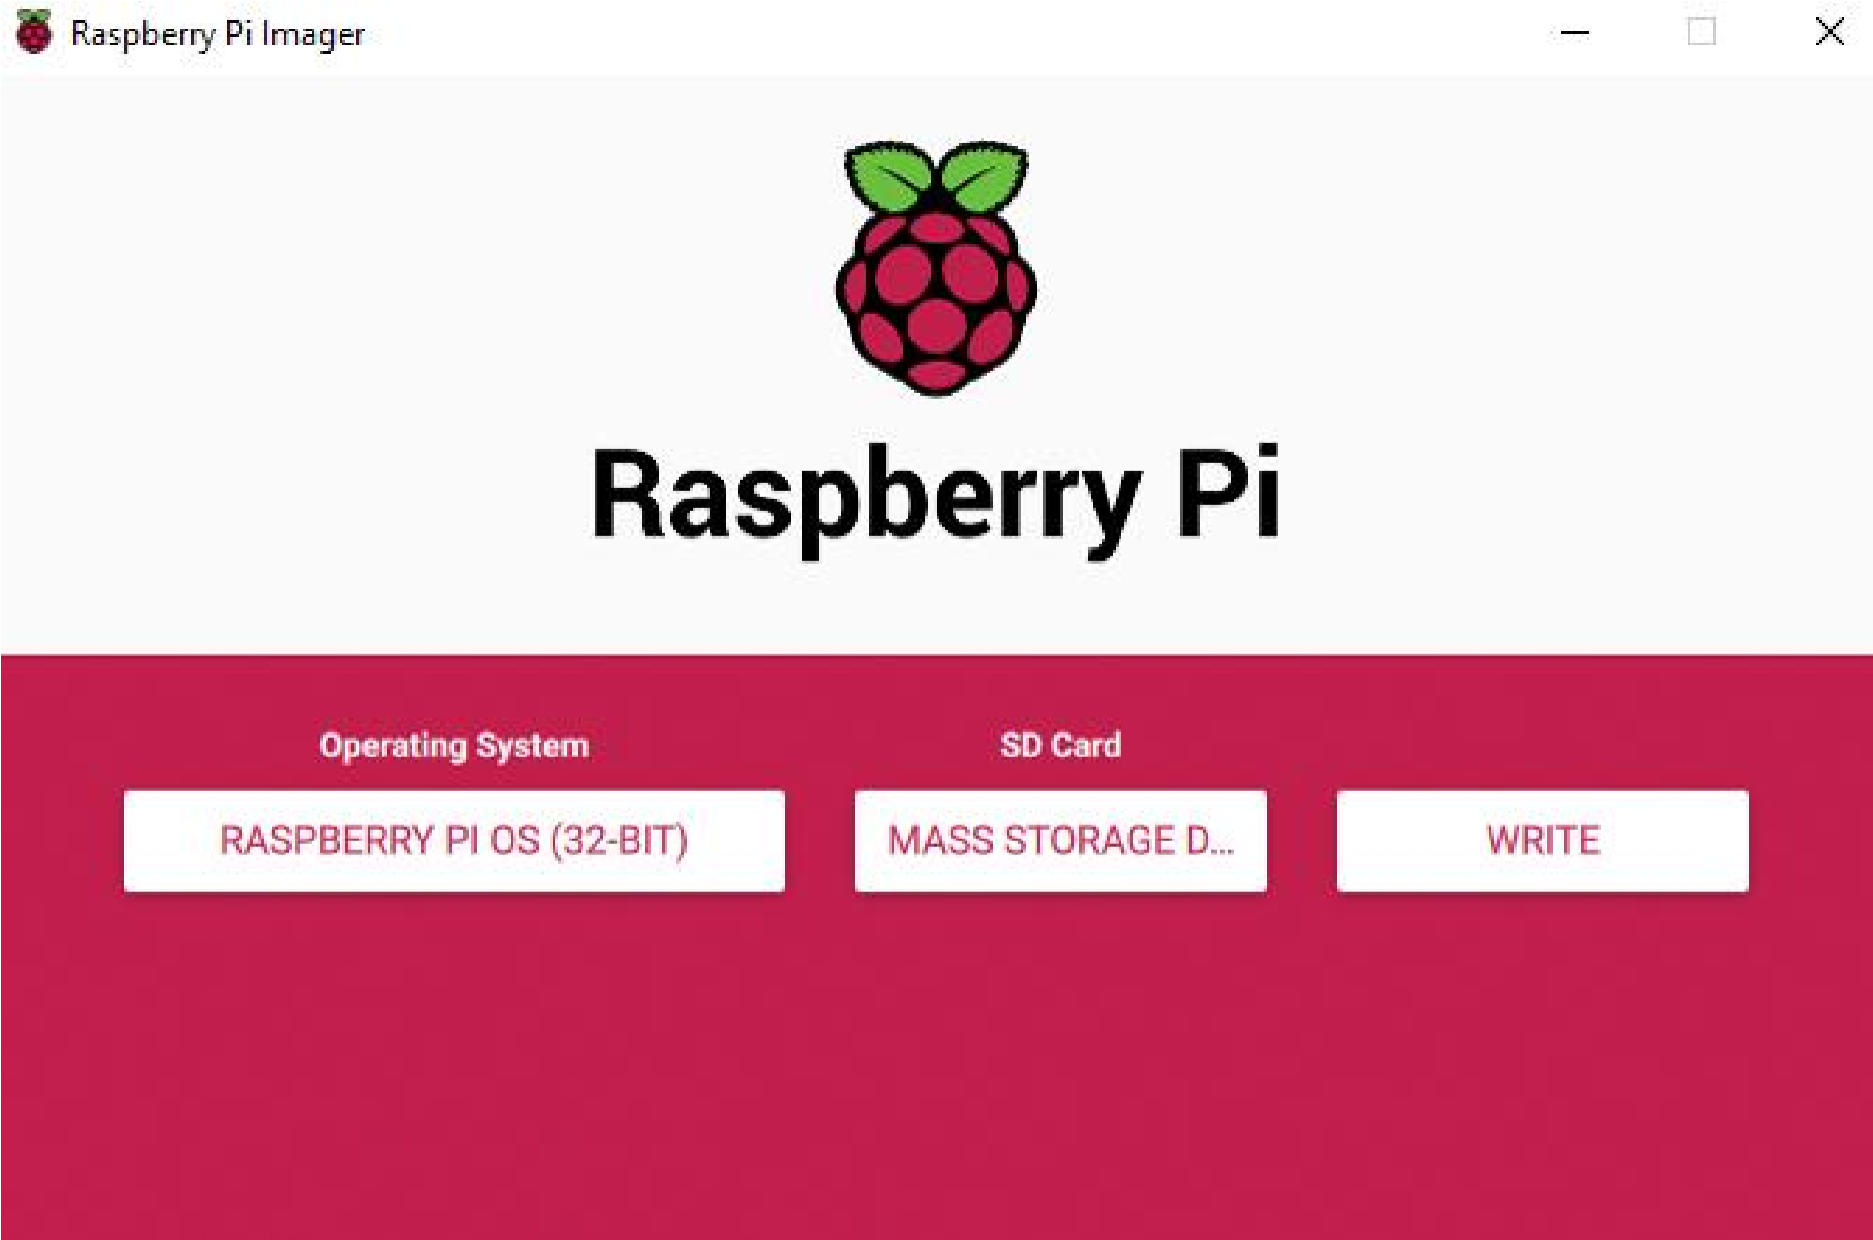 Raspberry Pi Imager
Raspberry Pi
Operating System
SD Card
RASPBERRY PI OS (32-BIT)
MASS STORAGE D...
WRITE